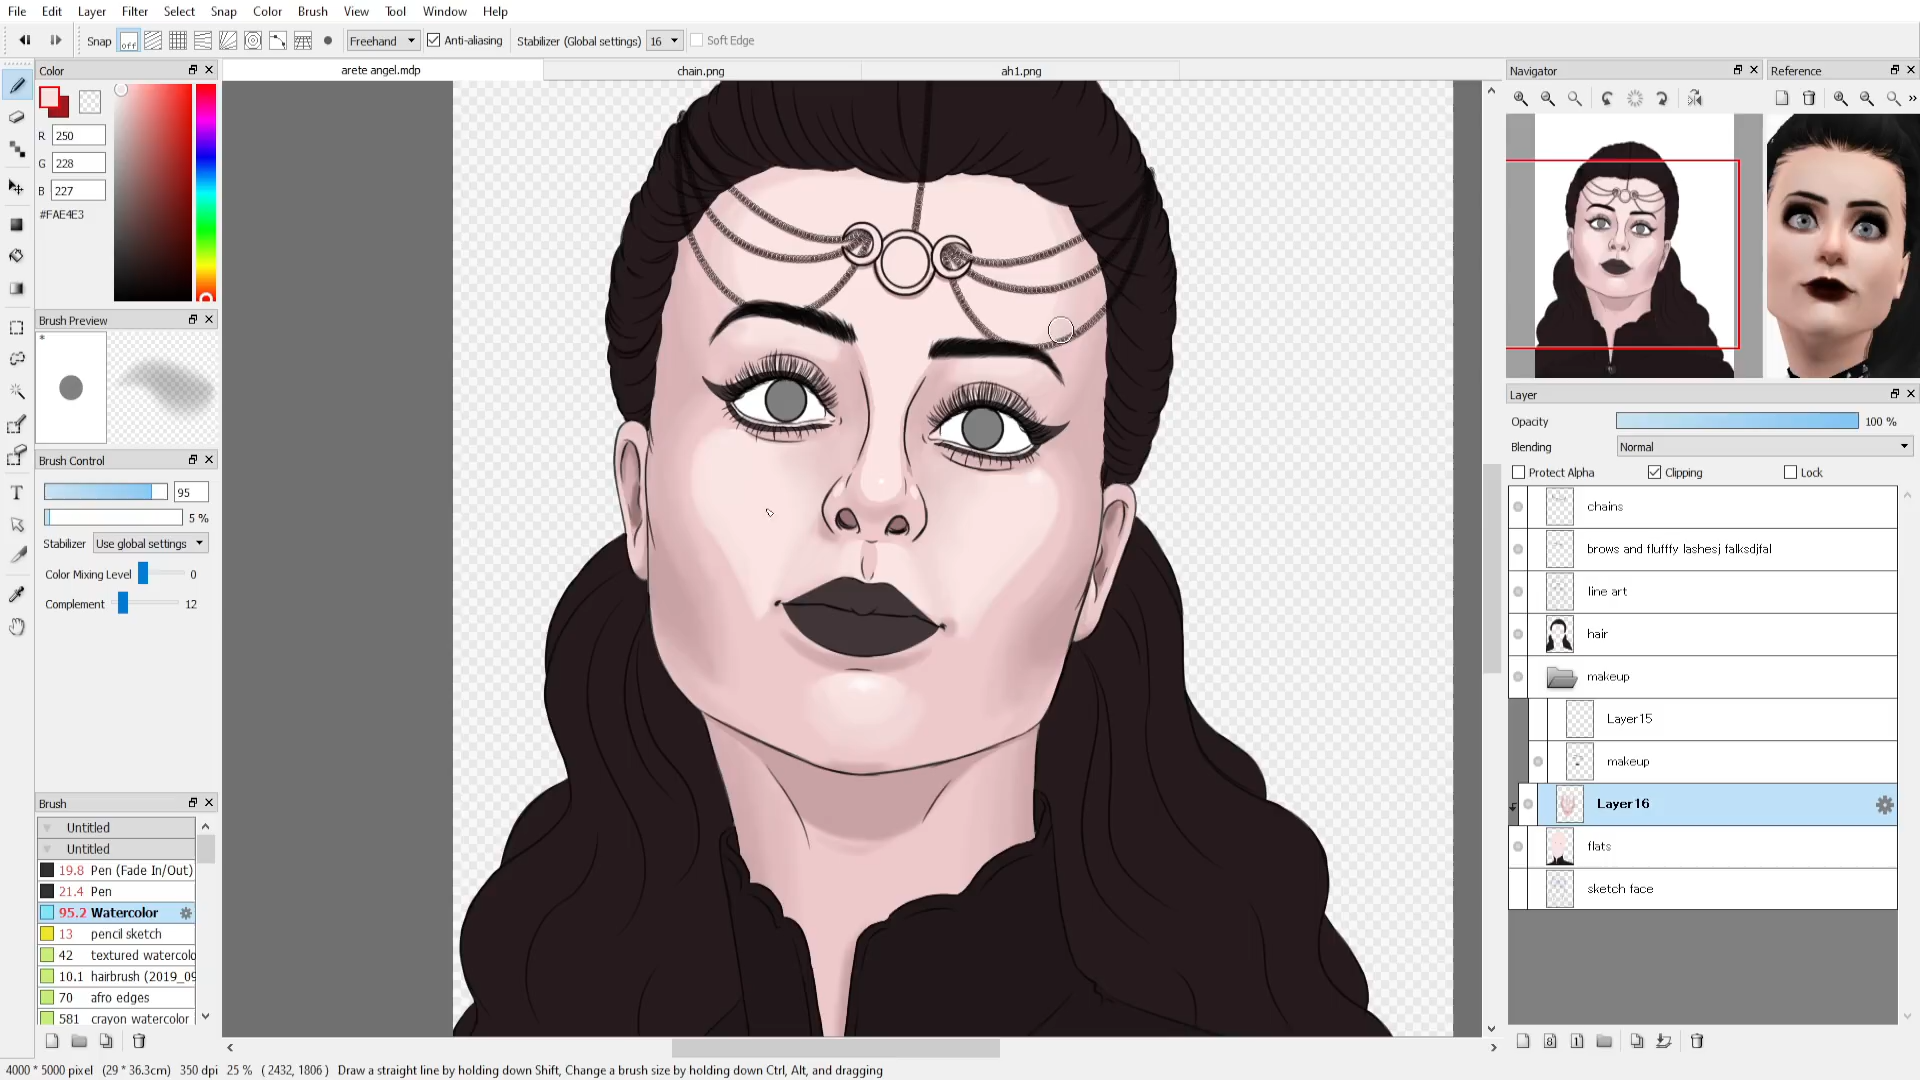 File Edit Layer Filter Select Snap Color Brush View Tool Window Help
Snap off Freehand Anti-aliasing Stabilizer (Global settings) 16 Soft Edge
Color
R 250
G 228
B 227
#FAE4E3
Brush Preview
*
Brush Control
95
5 %
Stabilizer Use global settings
Color Mixing Level 0
Complement 12
Brush
Untitled
Untitled
19.8 Pen (Fade In/Out)
21.4 Pen
95.2 Watercolor
13 pencil sketch
42 textured watercolo
10.1 hairbrush (2019_09
70 afro edges
581 crayon watercolor
arete angel.mdp chain.png ah1.png
Navigator
Reference
Layer
Opacity 100 %
Blending Normal
Protect Alpha Clipping Lock
chains
brows and flufffy lashesj falksdjfal
line art
hair
makeup
Layer15
makeup
Layer16
flats
sketch face
4000 * 5000 pixel (29 * 36.3cm) 350 dpi 25 % ( 2432, 1806 ) Draw a straight line by holding down Shift, Change a brush size by holding down Ctrl, Alt, and dragging